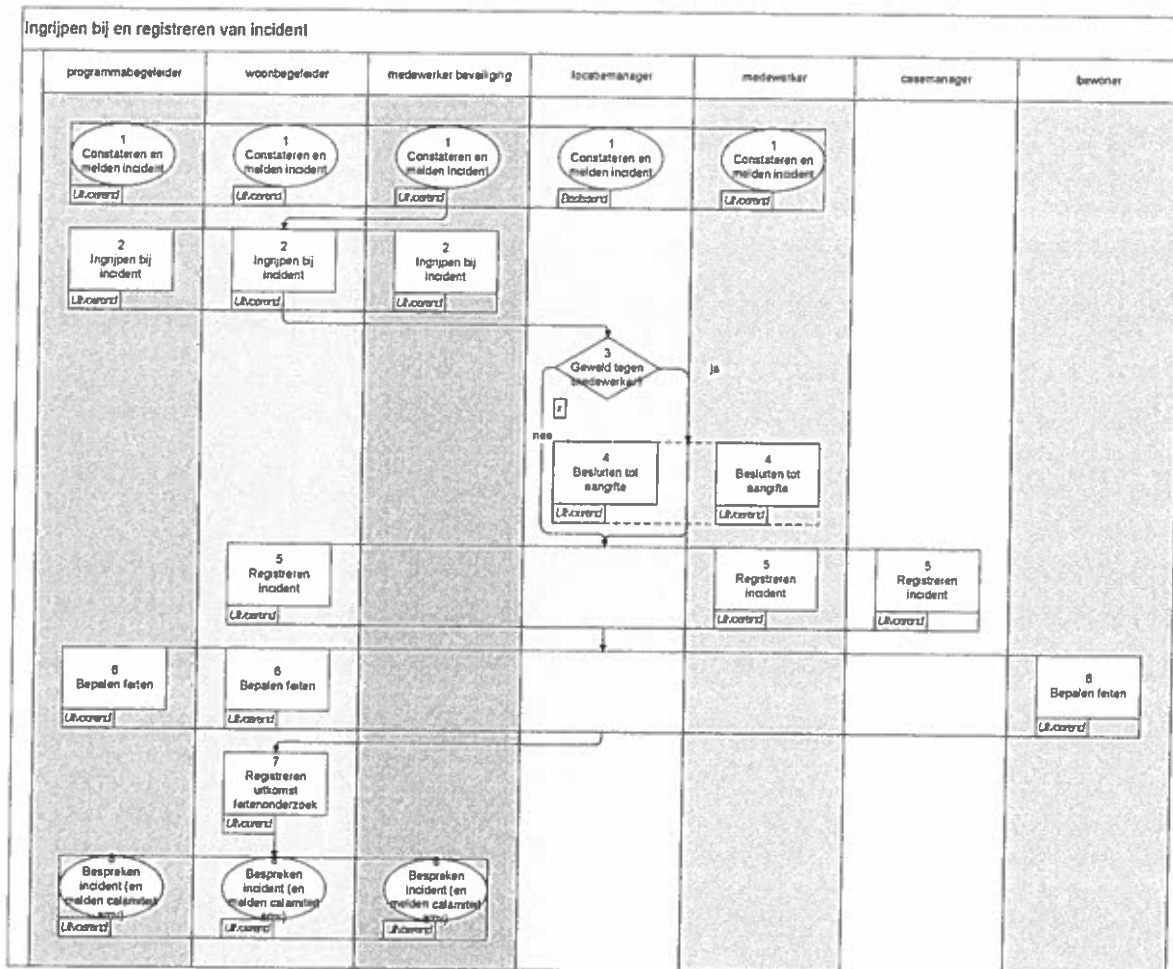 Ingrijpen bij en registreren van incident
programmabegeleider
woonbegeleider
medewerker beveiliging
locatiemanager
medewerker
casemanager
bewoner
1
Constateren en
melden incident
Uitvoerend
1
Constateren en
melden incident
Uitvoerend
1
Constateren en
melden incident
Uitvoerend
1
Constateren en
melden incident
1
Constateren en
melden incident
Uitvoerend
2
Ingrijpen bij
incident
Uitvoerend
2
Ingrijpen bij
incident
Uitvoerend
2
Ingrijpen bij
incident
Uitvoerend
3
Geweld tegen
medewerker?
ja
x
nee
4
Besluiten tot
aangifte
Uitvoerend
4
Besluiten tot
aangifte
Uitvoerend
5
Registreren
incident
Uitvoerend
5
Registreren
incident
Uitvoerend
5
Registreren
incident
Uitvoerend
6
Bepalen feiten
Uitvoerend
6
Bepalen feiten
Uitvoerend
6
Bepalen feiten
Uitvoerend
7
Registreren
uitkomst
feitenonderzoek
Uitvoerend
8
Bespreken
incident (en
melden calamiteit
Uitvoerend
8
Bespreken
incident (en
melden calamiteit
Uitvoerend
8
Bespreken
incident (en
melden calamiteit
Uitvoerend